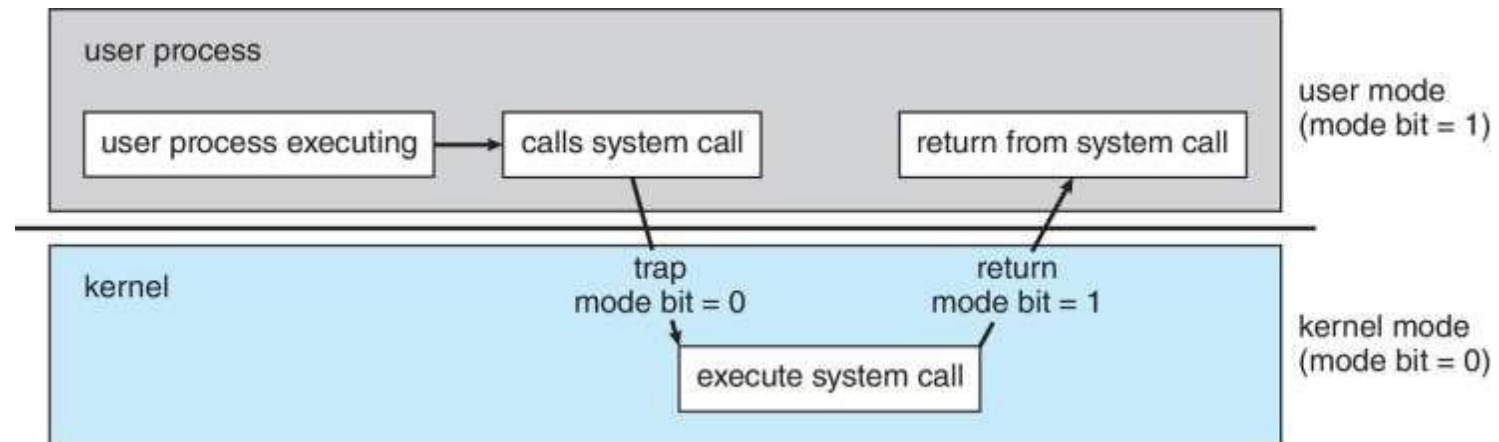 user process
user process executing
calls system call
return from system call
user mode
(mode bit = 1)
kernel
trap
mode bit = 0
return
mode bit = 1
execute system call
kernel mode
(mode bit = 0)